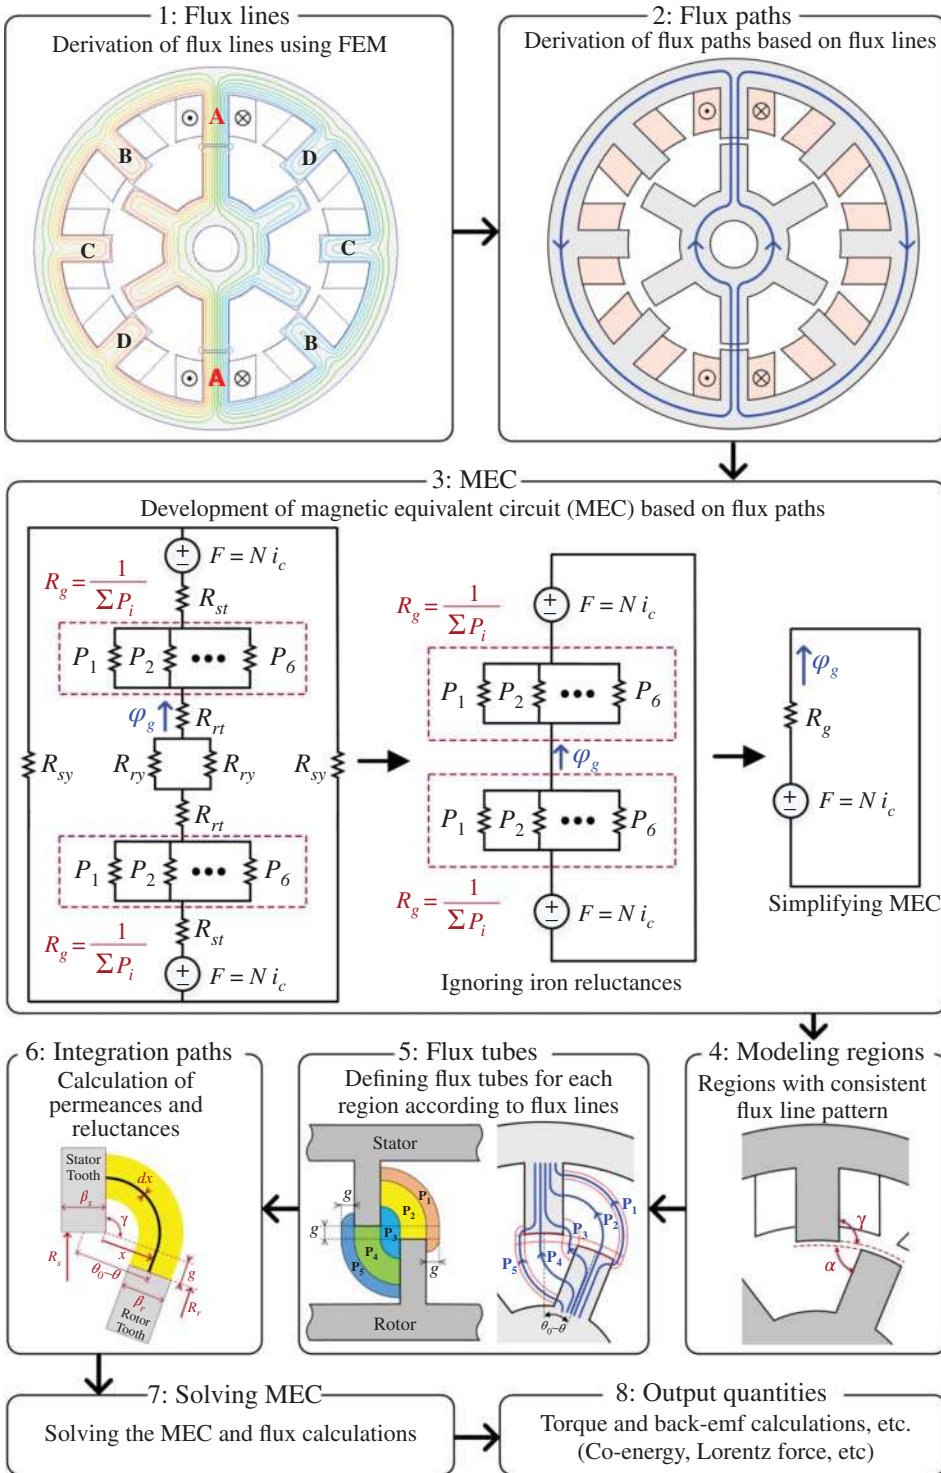 1: Flux lines
Derivation of flux lines using FEM
A
B
D
C
C
D
B
A
2: Flux paths
Derivation of flux paths based on flux lines
3: MEC
Development of magnetic equivalent circuit (MEC) based on flux paths
F = N i_c
R_g = 1/ΣP_i
R_st
P_1 P_2 ••• P_6
φ_g
R_rt
R_sy R_ry R_ry R_sy
R_rt
P_1 P_2 ••• P_6
R_st
R_g = 1/ΣP_i
F = N i_c
R_g = 1/ΣP_i
F = N i_c
P_1 P_2 ••• P_6
φ_g
P_1 P_2 ••• P_6
R_g = 1/ΣP_i
F = N i_c
Ignoring iron reluctances
φ_g
R_g
F = N i_c
Simplifying MEC
4: Modeling regions
Regions with consistent
flux line pattern
γ
α
5: Flux tubes
Defining flux tubes for each
region according to flux lines
Stator
g
g
g
P_1
P_2
P_3
P_4
P_5
Rotor
P_1
P_2
P_3
P_4
P_5
θ_0–θ
6: Integration paths
Calculation of
permeances and
reluctances
Stator
Tooth
dx
β_s
γ
x
R_s
θ_0–θ
g
β_r
R_r
Rotor
Tooth
7: Solving MEC
Solving the MEC and flux calculations
8: Output quantities
Torque and back-emf calculations, etc.
(Co-energy, Lorentz force, etc)